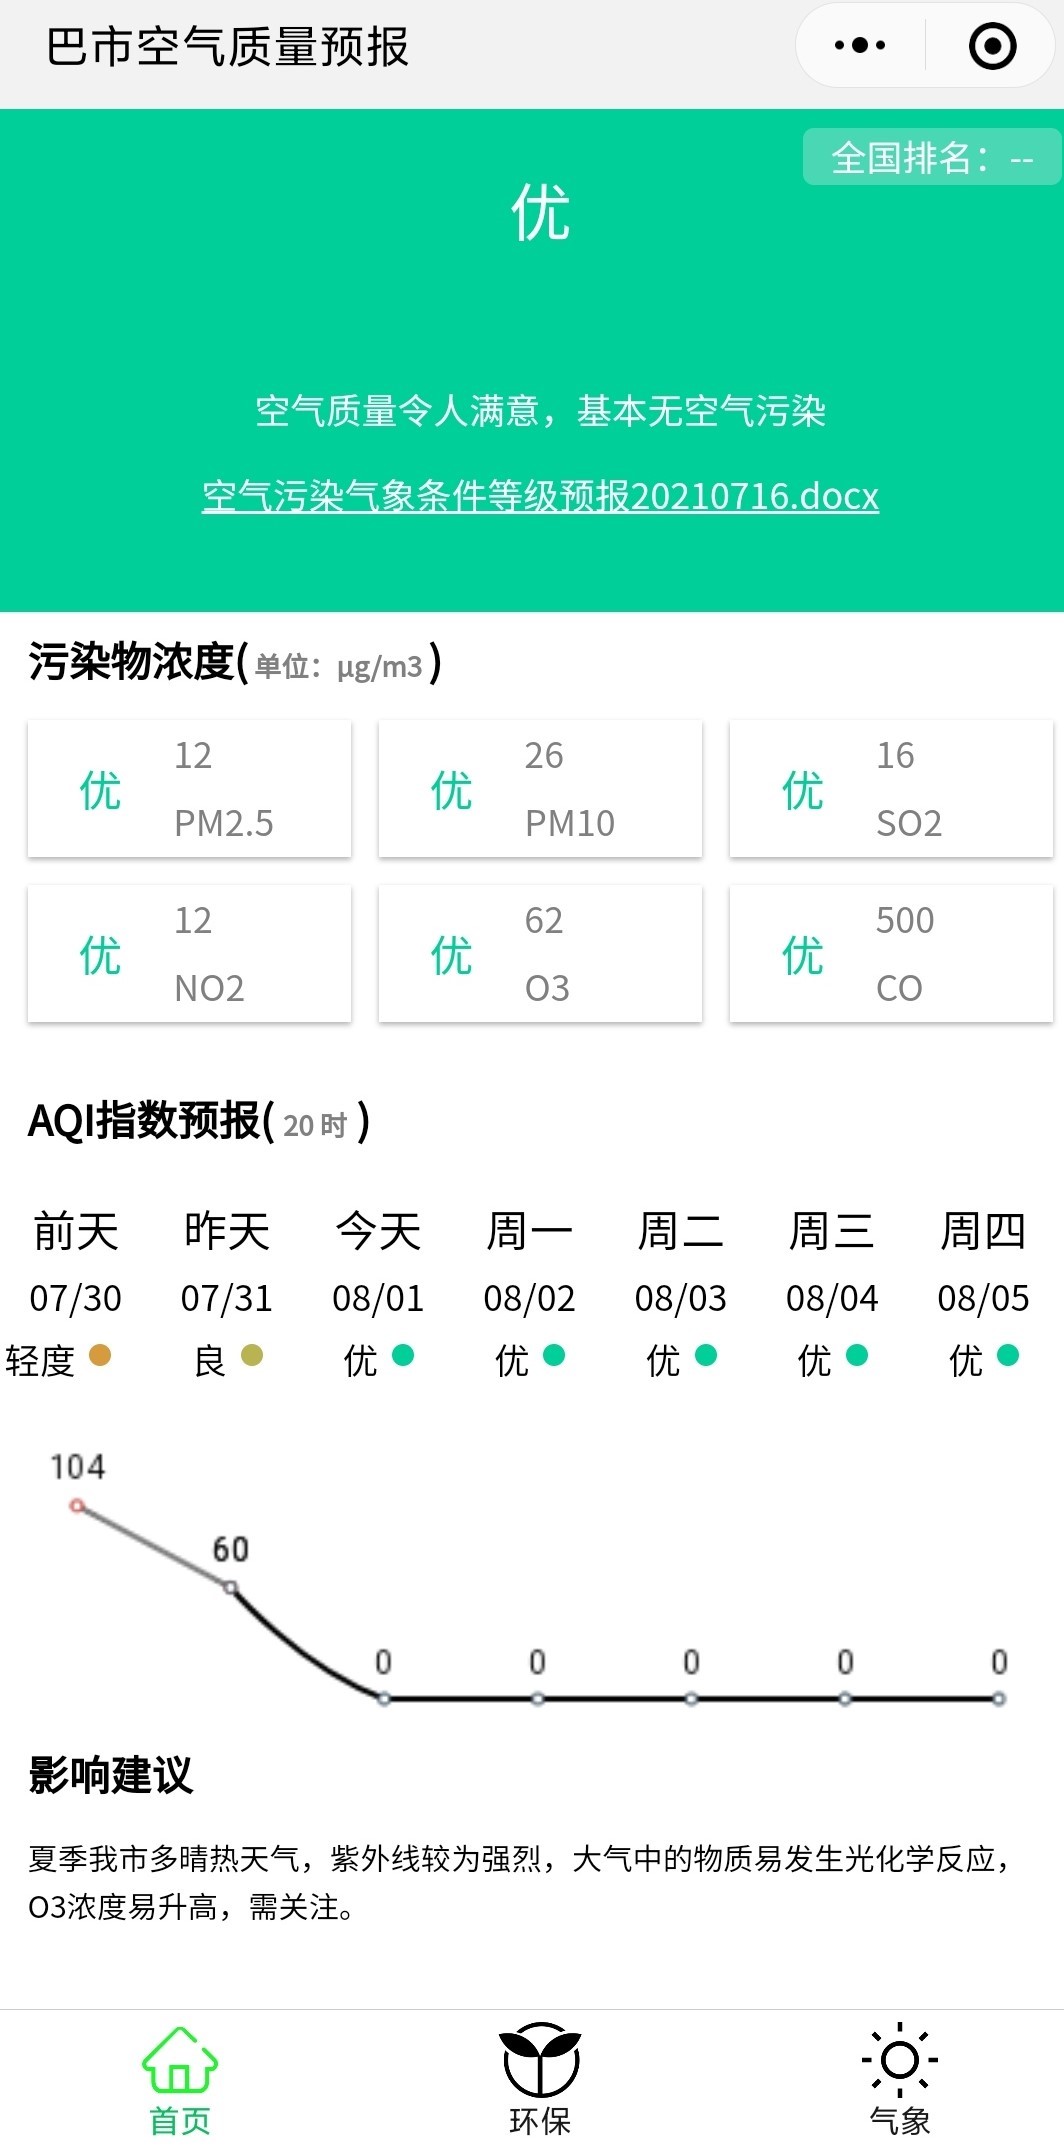 巴市空气质量预报
全国排名：--
优
空气质量令人满意，基本无空气污染
空气污染气象条件等级预报20210716.docx
污染物浓度(单位：μg/m3)
优 12 PM2.5
优 26 PM10
优 16 SO2
优 12 NO2
优 62 O3
优 500 CO
AQI指数预报(20 时)
前天 昨天 今天 周一 周二 周三 周四
07/30 07/31 08/01 08/02 08/03 08/04 08/05
轻度 良 优 优 优 优 优
104
60
0 0 0 0 0
影响建议
夏季我市多晴热天气，紫外线较为强烈，大气中的物质易发生光化学反应，
O3浓度易升高，需关注。
首页 环保 气象